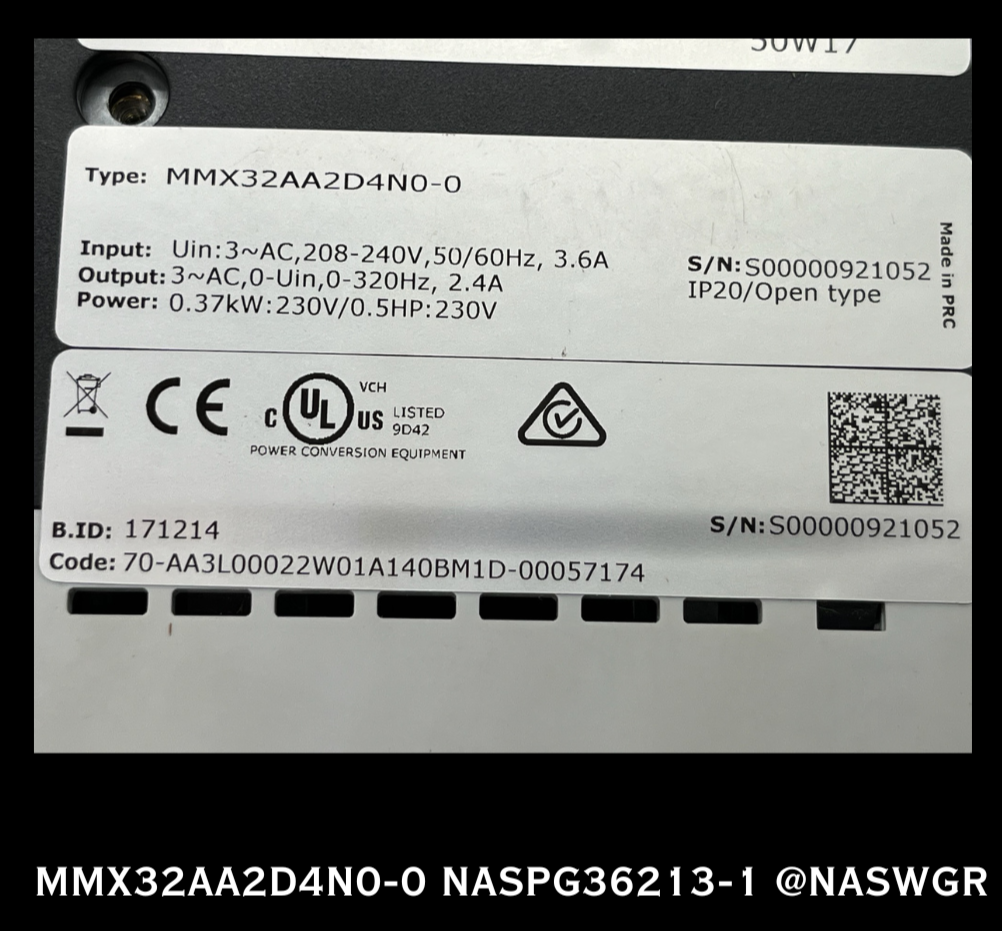 50W17
Type: MMX32AA2D4N0-0
Input: Uin:3~AC,208-240V,50/60Hz, 3.6A
Output: 3~AC,0-Uin,0-320Hz, 2.4A
Power: 0.37kW:230V/0.5HP:230V
S/N:S00000921052
IP20/Open type
Made in PRC
CE
C UL US
VCH
LISTED
9D42
POWER CONVERSION EQUIPMENT
B.ID: 171214
S/N:S00000921052
Code: 70-AA3L00022W01A140BM1D-00057174
MMX32AA2D4N0-0 NASPG36213-1 @NASWGR